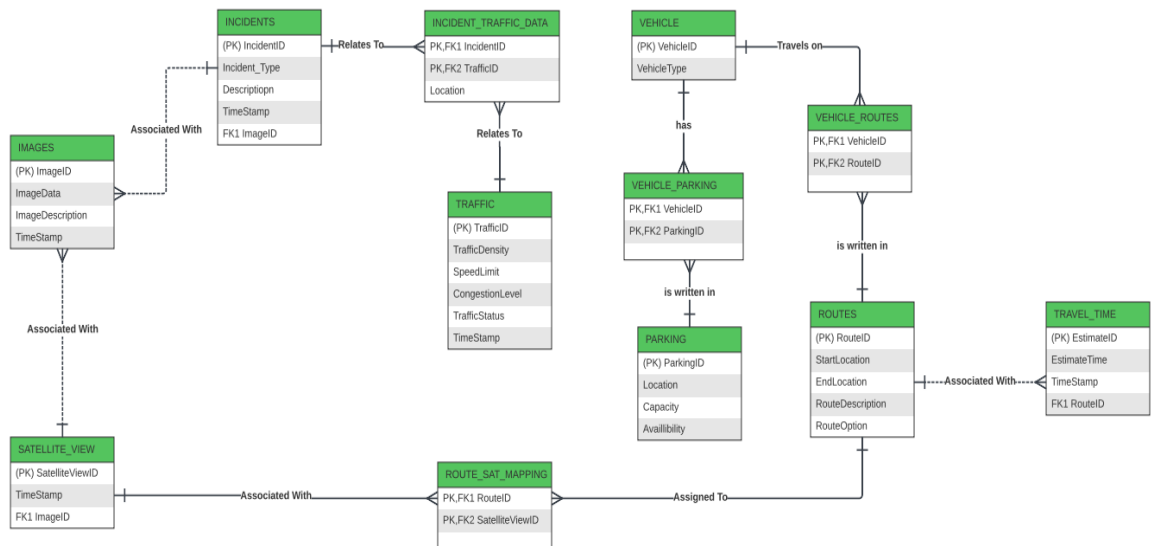 INCIDENTS
(PK) IncidentID
Incident_Type
Descriptiopn
TimeStamp
FK1 ImageID
Relates To
INCIDENT_TRAFFIC_DATA
PK,FK1 IncidentID
PK,FK2 TrafficID
Location
VEHICLE
(PK) VehicleID
VehicleType
Travels on
Associated With
Relates To
has
VEHICLE_ROUTES
PK,FK1 VehicleID
PK,FK2 RouteID
IMAGES
(PK) ImageID
ImageData
ImageDescription
TimeStamp
TRAFFIC
(PK) TrafficID
TrafficDensity
SpeedLimit
CongestionLevel
TrafficStatus
TimeStamp
VEHICLE_PARKING
PK,FK1 VehicleID
PK,FK2 ParkingID
is written in
is written in
Associated With
PARKING
(PK) ParkingID
Location
Capacity
Availlibility
ROUTES
(PK) RouteID
StartLocation
EndLocation
RouteDescription
RouteOption
Associated With
TRAVEL_TIME
(PK) EstimateID
EstimateTime
TimeStamp
FK1 RouteID
SATELLITE_VIEW
(PK) SatelliteViewID
TimeStamp
FK1 ImageID
Associated With
ROUTE_SAT_MAPPING
PK,FK1 RouteID
PK,FK2 SatelliteViewID
Assigned To